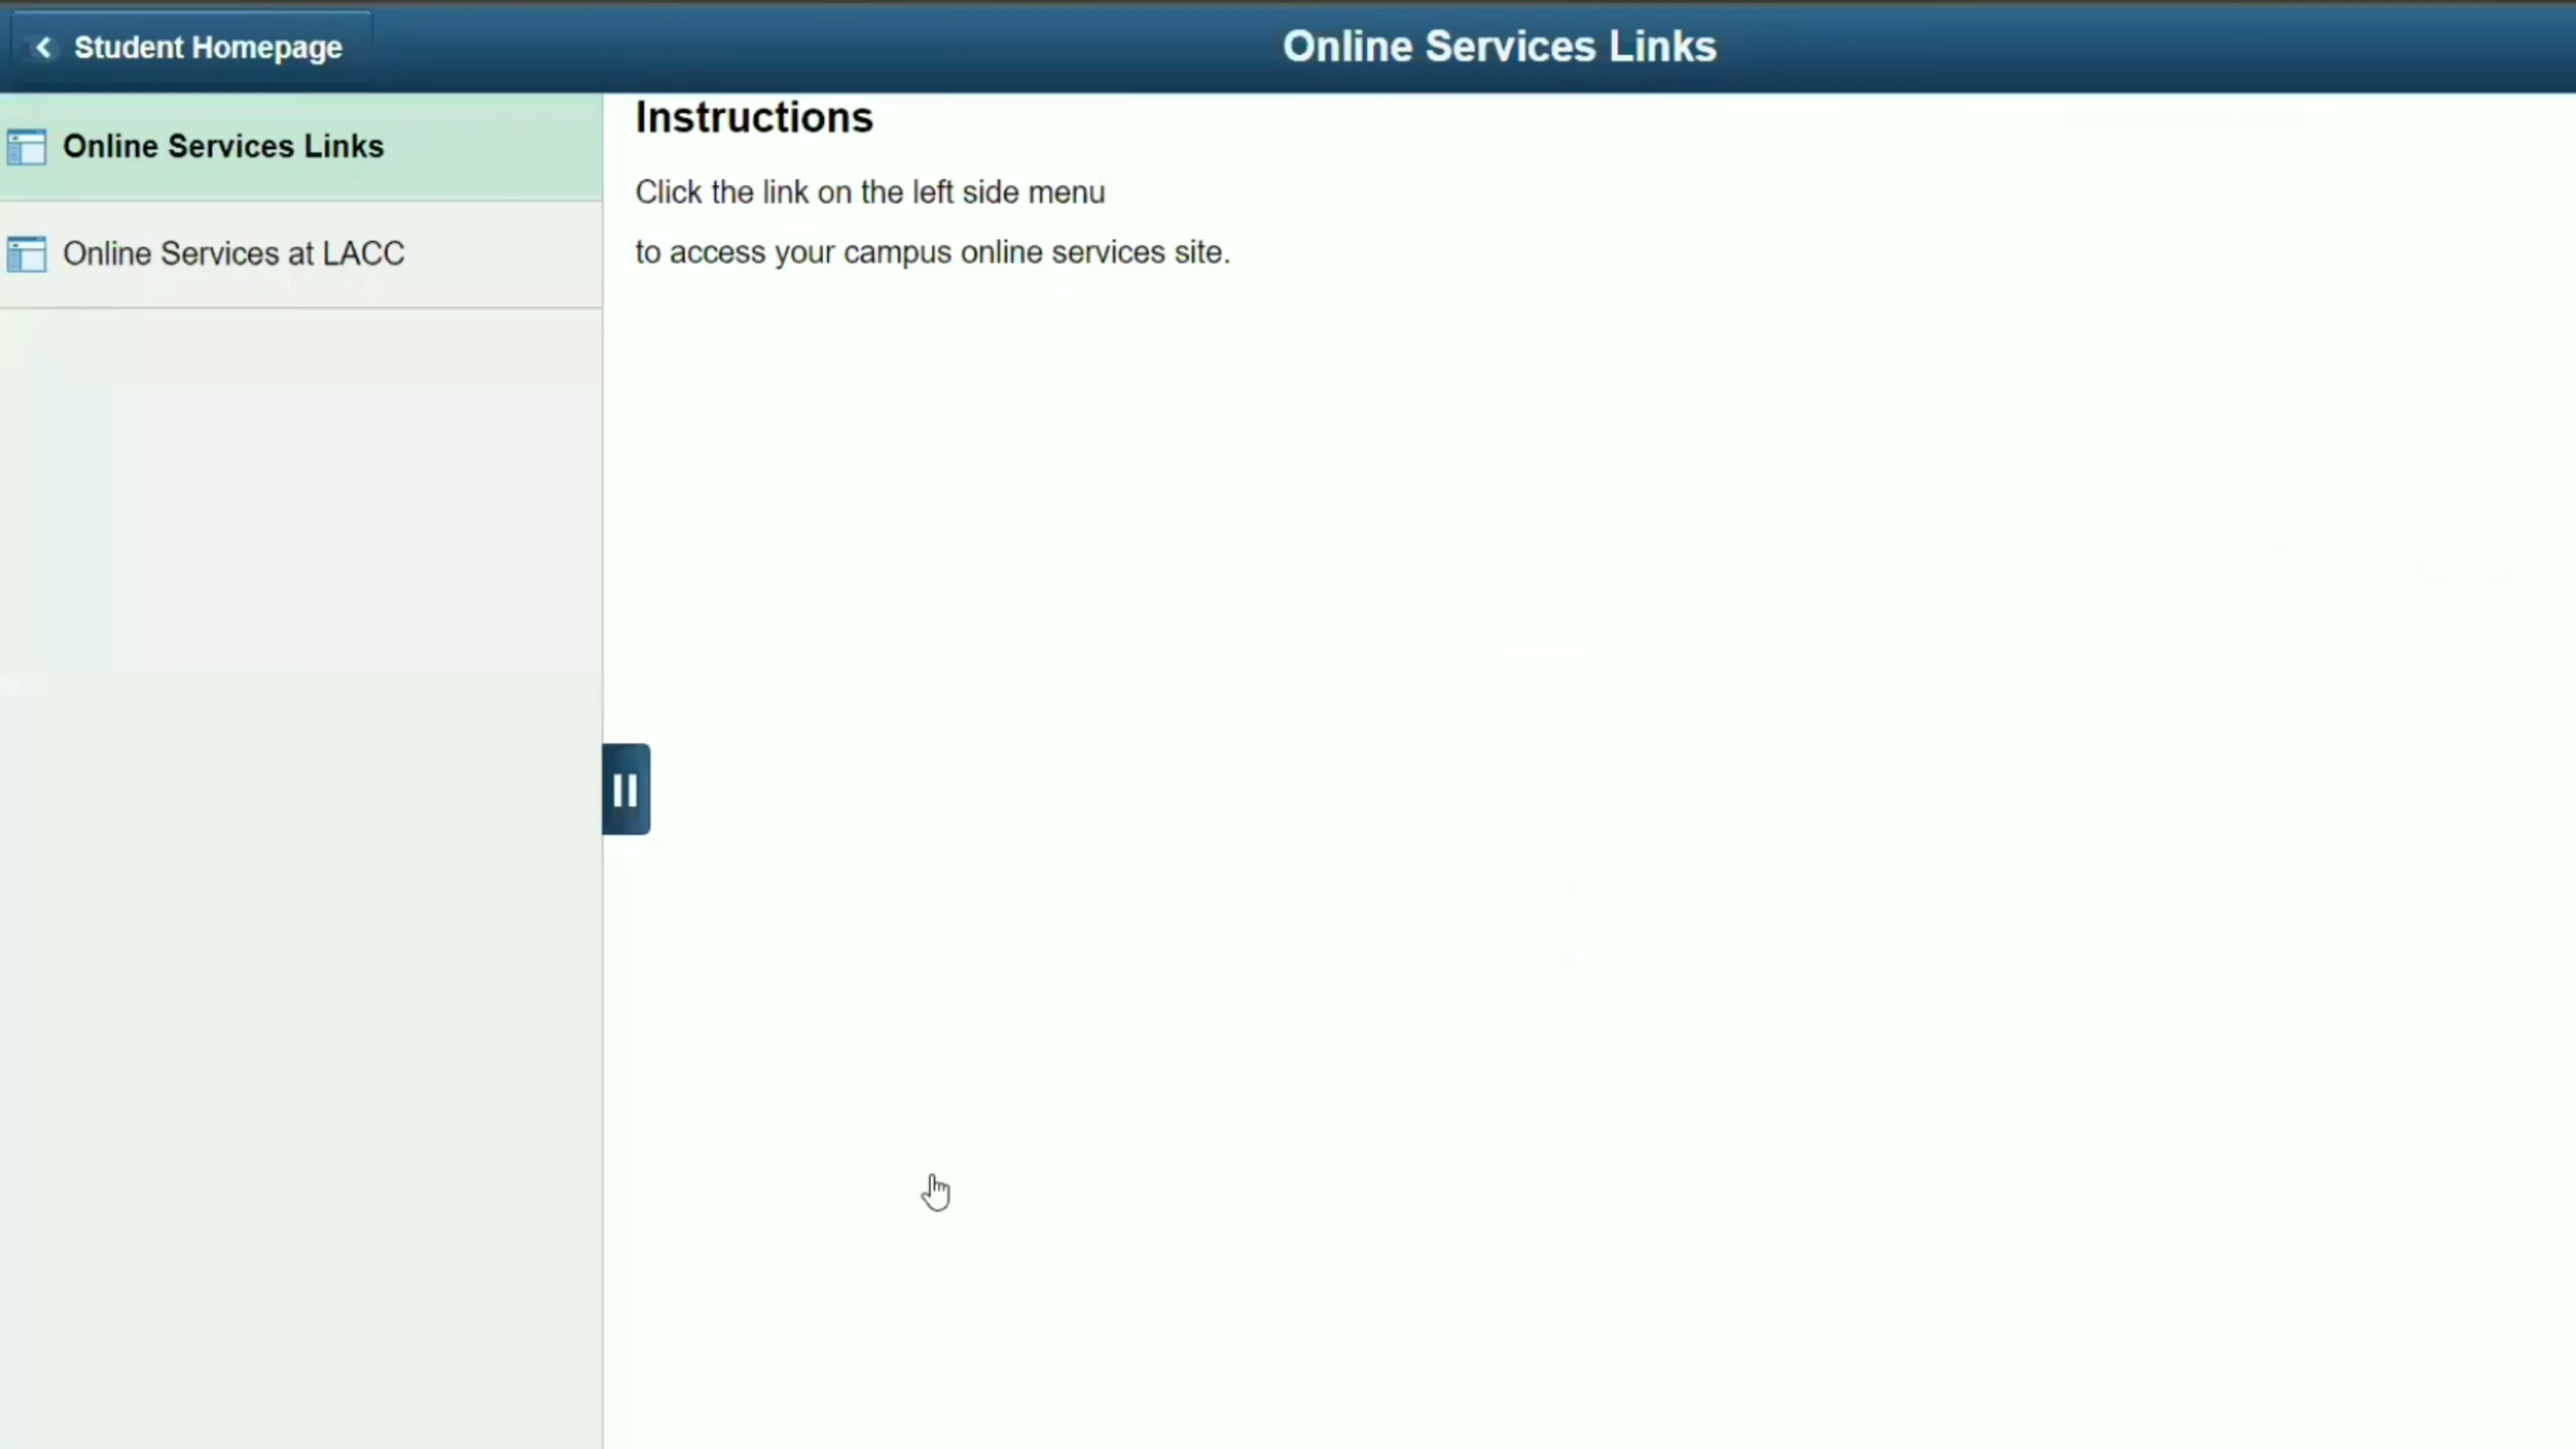 Student Homepage
Online Services Links
Online Services Links
Online Services at LACC
Instructions
Click the link on the left side menu
to access your campus online services site.